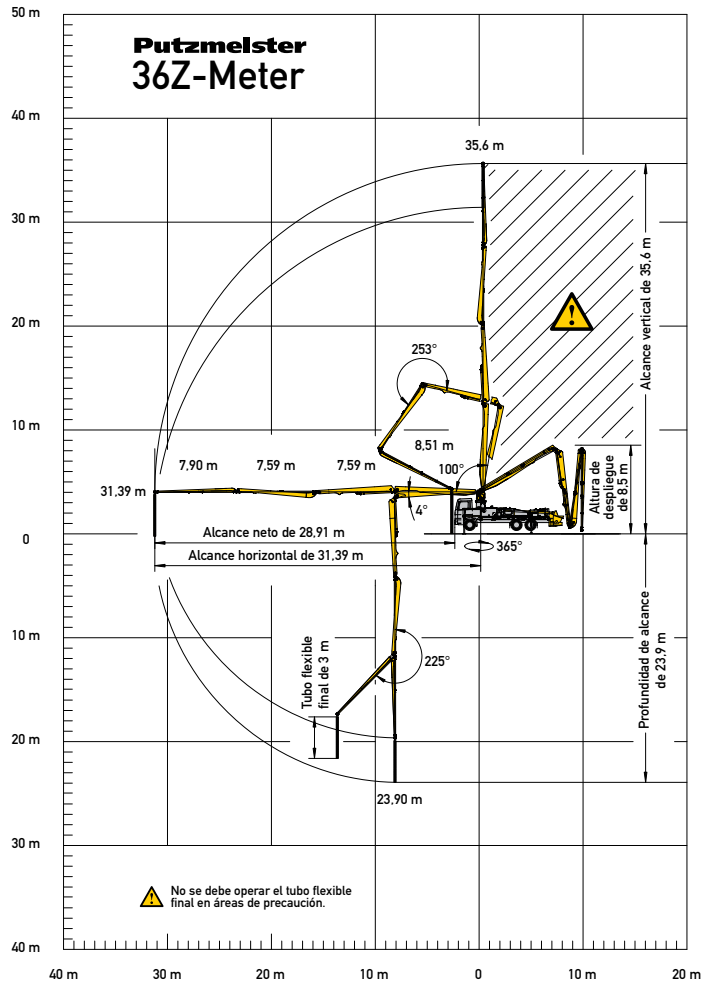 50 m
Putzmeister
36Z-Meter
40 m
35,6 m
30 m
Alcance vertical de 35,6 m
20 m
253°
10 m
8,51 m
7,90 m
7,59 m
7,59 m
100°
Altura de
despliegue
de 8,5 m
31,39 m
4°
Alcance neto de 28,91 m
0
365°
Alcance horizontal de 31,39 m
10 m
Tubo flexible
final de 3 m
225°
Profundidad de alcance
de 23,9 m
20 m
23,90 m
30 m
No se debe operar el tubo flexible
final en áreas de precaución.
40 m
40 m 30 m 20 m 10 m 0 10 m 20 m